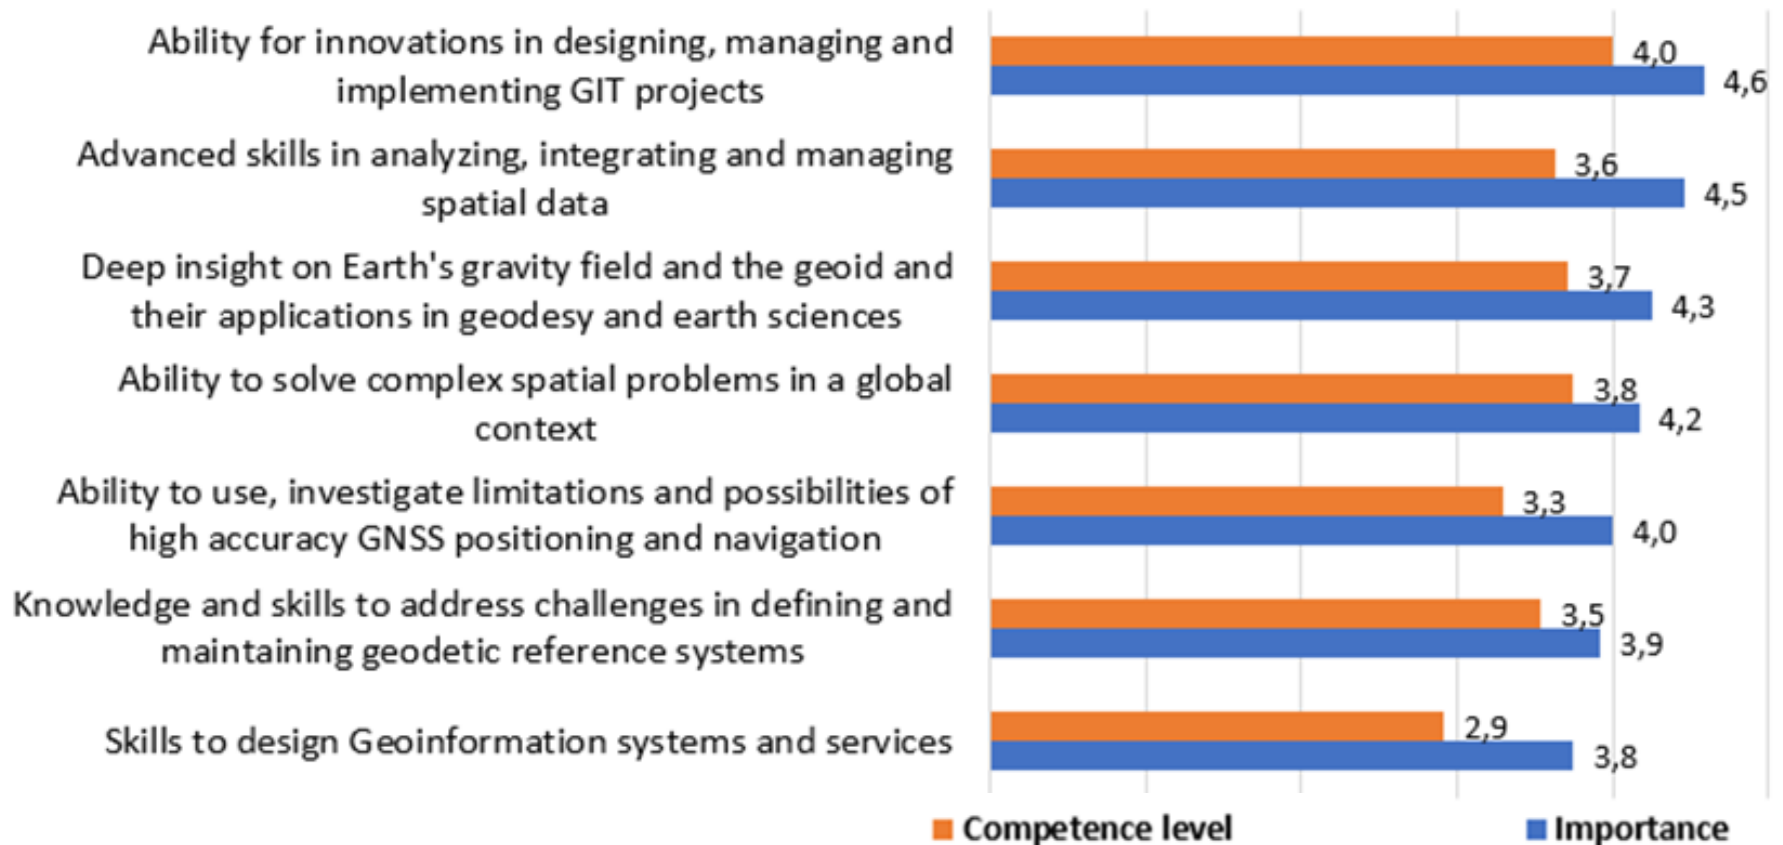 Ability for innovations in designing, managing and
implementing GIT projects
4,0
4,6
Advanced skills in analyzing, integrating and managing
spatial data
3,6
4,5
Deep insight on Earth's gravity field and the geoid and
their applications in geodesy and earth sciences
3,7
4,3
Ability to solve complex spatial problems in a global
context
3,8
4,2
Ability to use, investigate limitations and possibilities of
high accuracy GNSS positioning and navigation
3,3
4,0
Knowledge and skills to address challenges in defining and
maintaining geodetic reference systems
3,5
3,9
Skills to design Geoinformation systems and services
2,9
3,8
Competence level
Importance